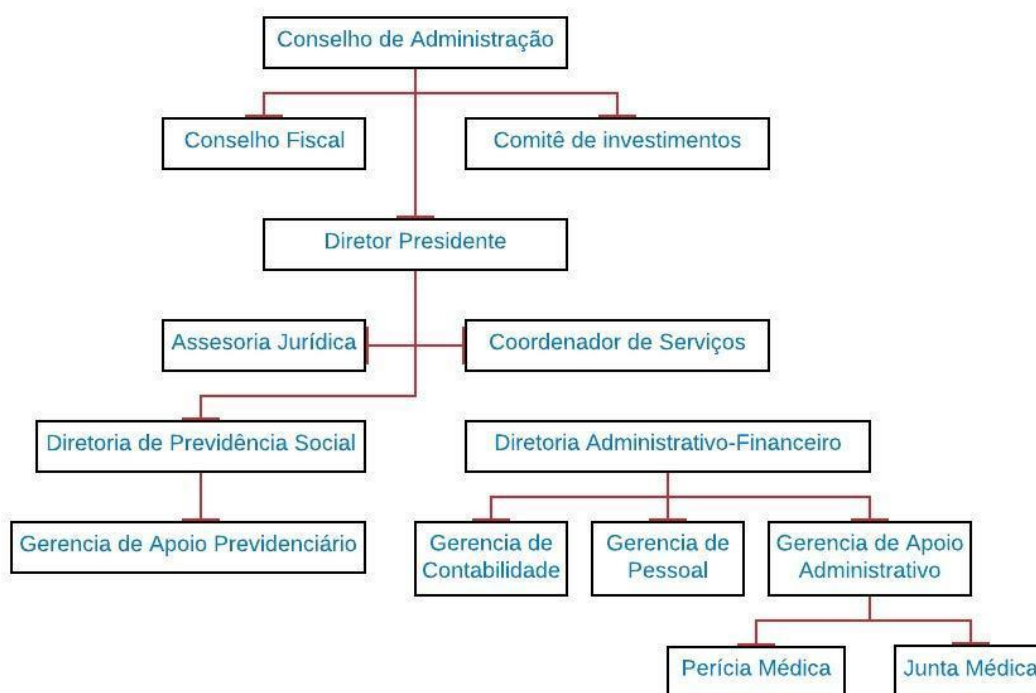 Conselho de Administração
Conselho Fiscal
Comitê de investimentos
Diretor Presidente
Assesoria Jurídica
Coordenador de Serviços
Diretoria de Previdência Social
Diretoria Administrativo-Financeiro
Gerencia de Apoio Previdenciário
Gerencia de
Contabilidade
Gerencia de
Pessoal
Gerencia de Apoio
Administrativo
Perícia Médica
Junta Médica